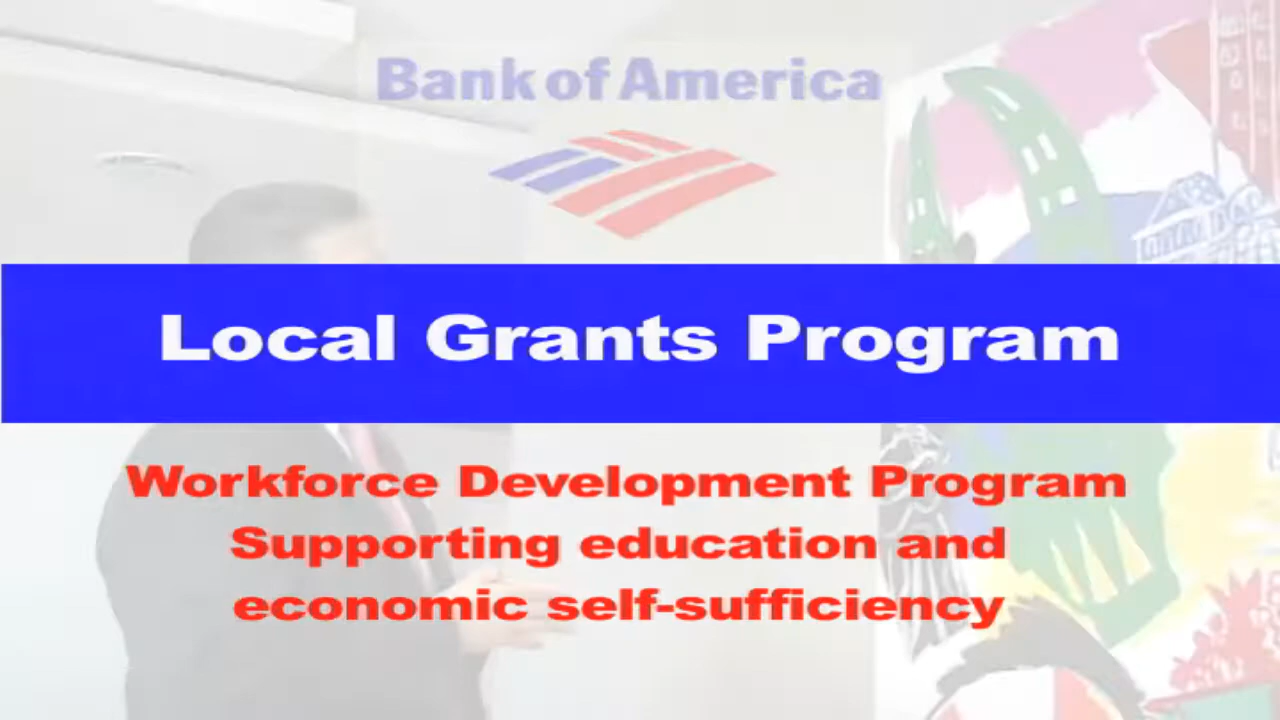 Bank of America
Local Grants Program
Workforce Development Program
Supporting education and
economic self-sufficiency